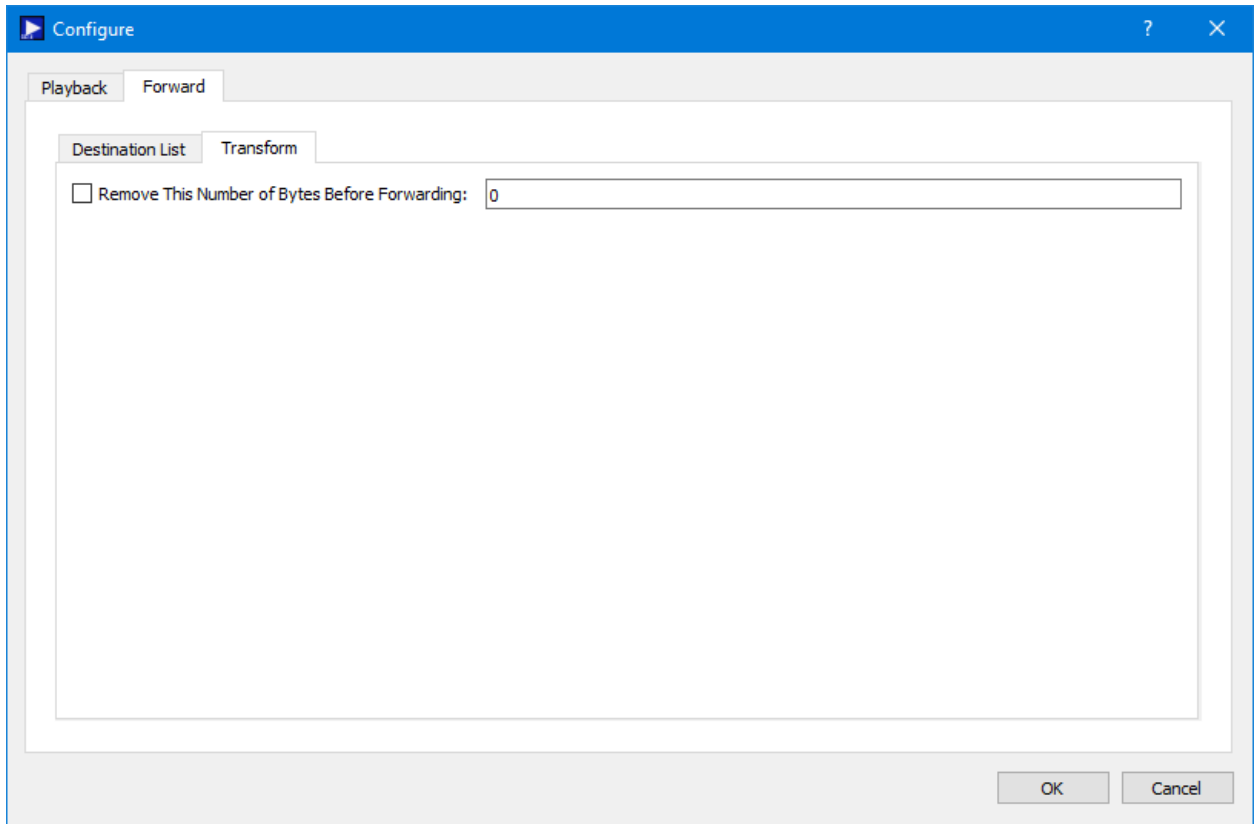 Configure
?
Playback Forward
Destination List Transform
Remove This Number of Bytes Before Forwarding: 0
OK Cancel